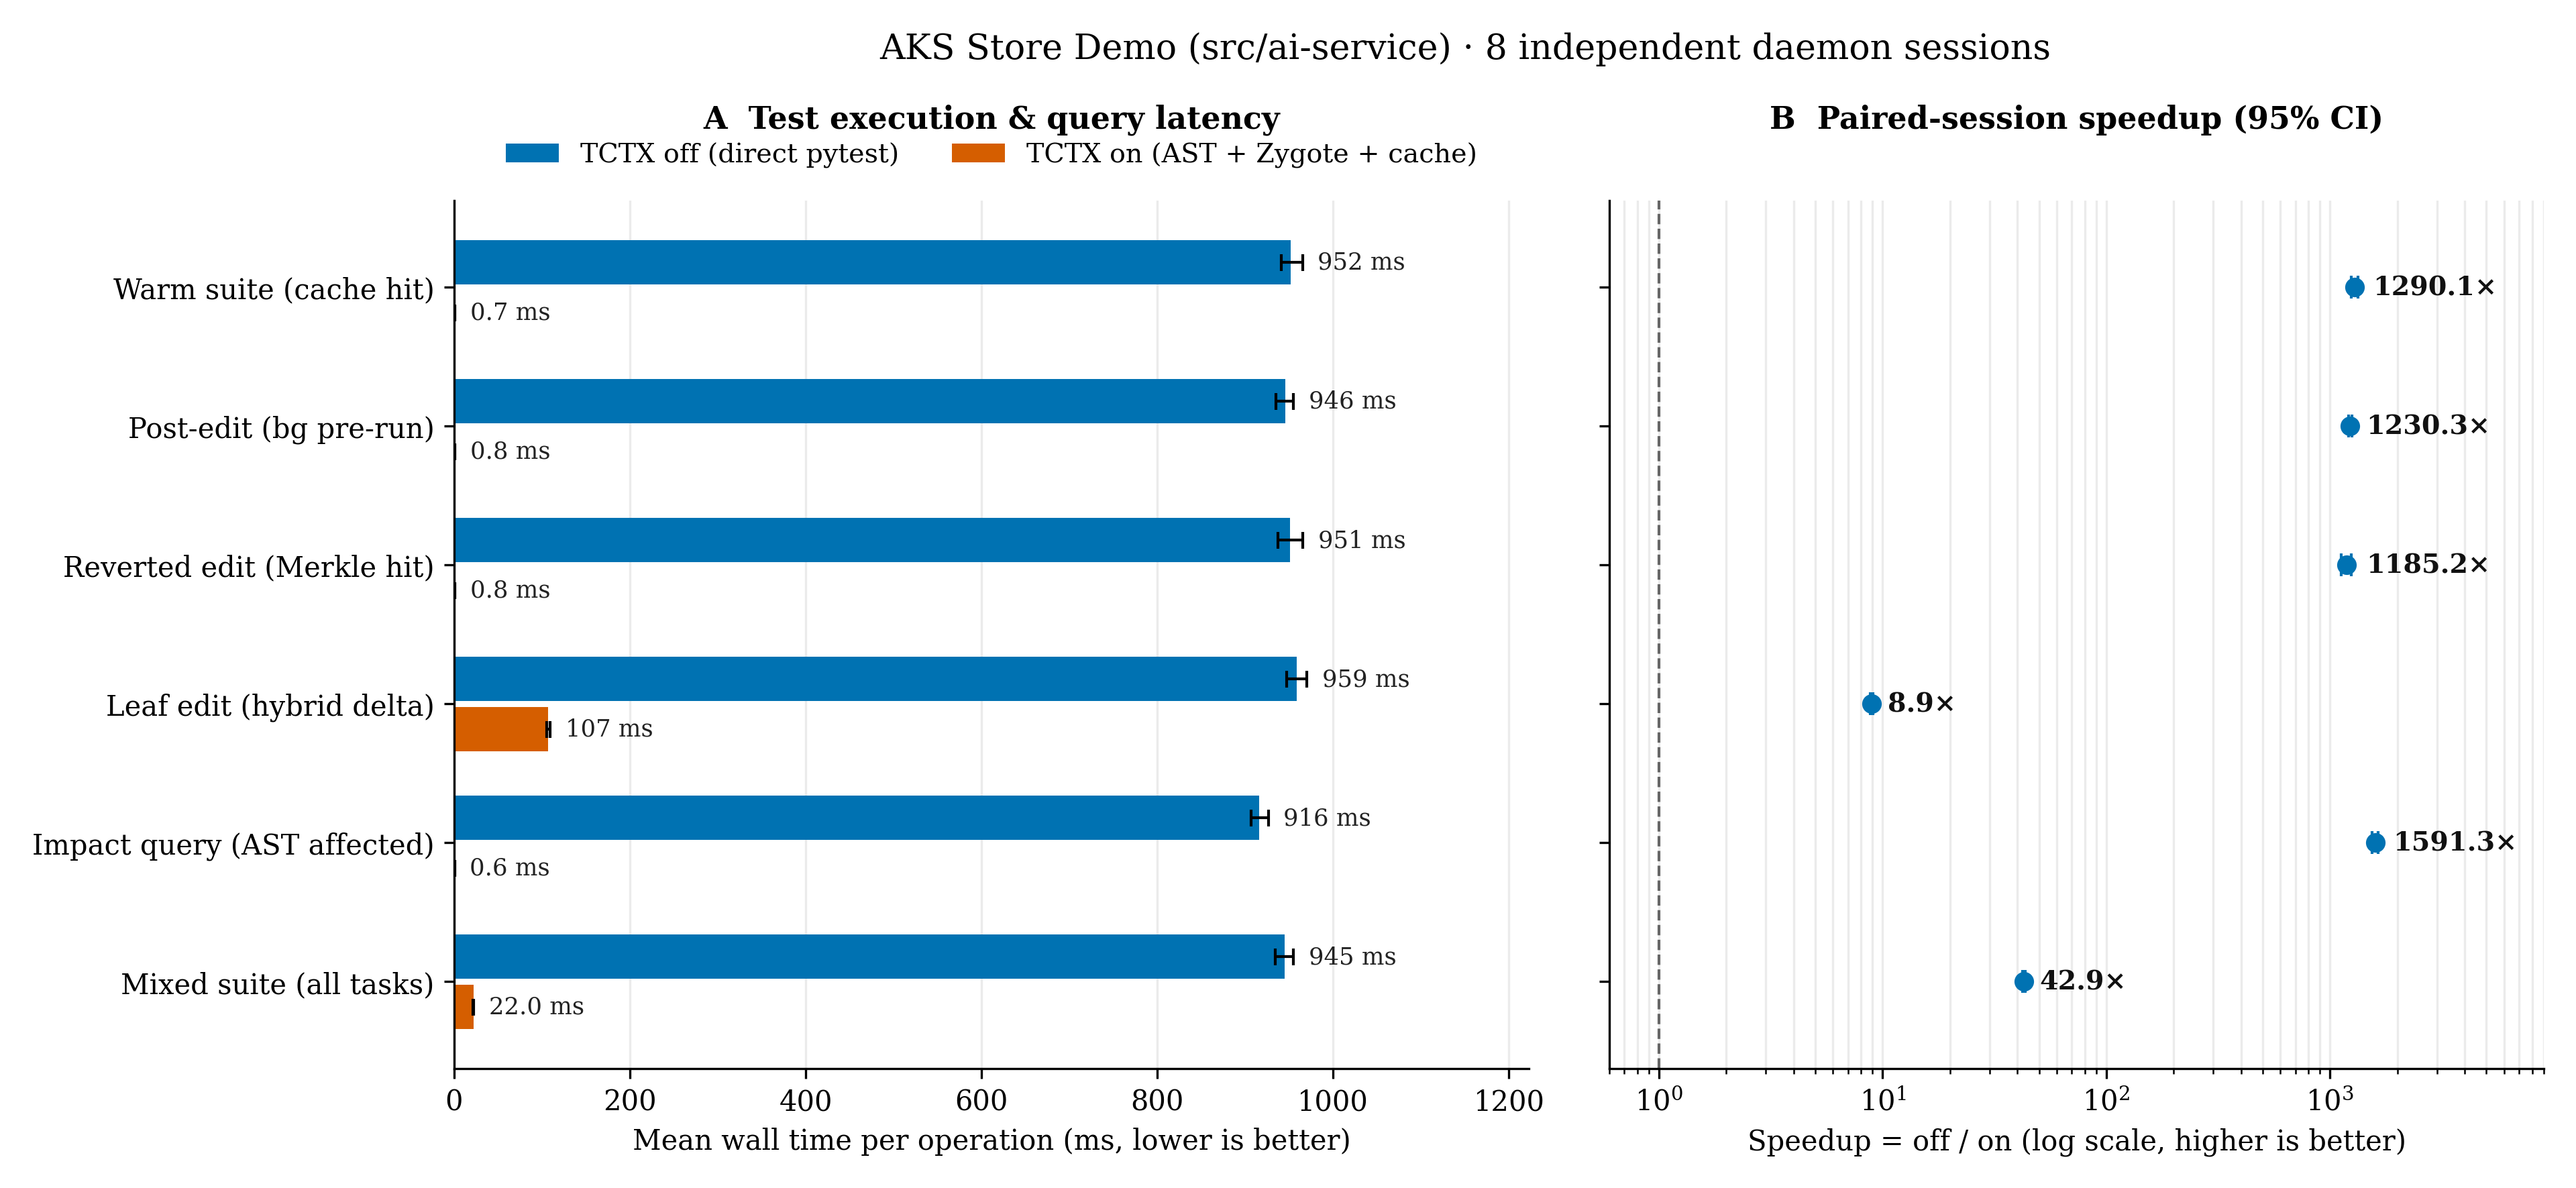 AKS Store Demo (src/ai-service) · 8 independent daemon sessions
A Test execution & query latency
TCTX off (direct pytest)
TCTX on (AST + Zygote + cache)
Warm suite (cache hit)
952 ms
0.7 ms
Post-edit (bg pre-run)
946 ms
0.8 ms
Reverted edit (Merkle hit)
951 ms
0.8 ms
Leaf edit (hybrid delta)
959 ms
107 ms
Impact query (AST affected)
916 ms
0.6 ms
Mixed suite (all tasks)
945 ms
22.0 ms
0 200 400 600 800 1000 1200
Mean wall time per operation (ms, lower is better)
B Paired-session speedup (95% CI)
1290.1×
1230.3×
1185.2×
8.9×
1591.3×
42.9×
10⁰ 10¹ 10² 10³
Speedup = off / on (log scale, higher is better)